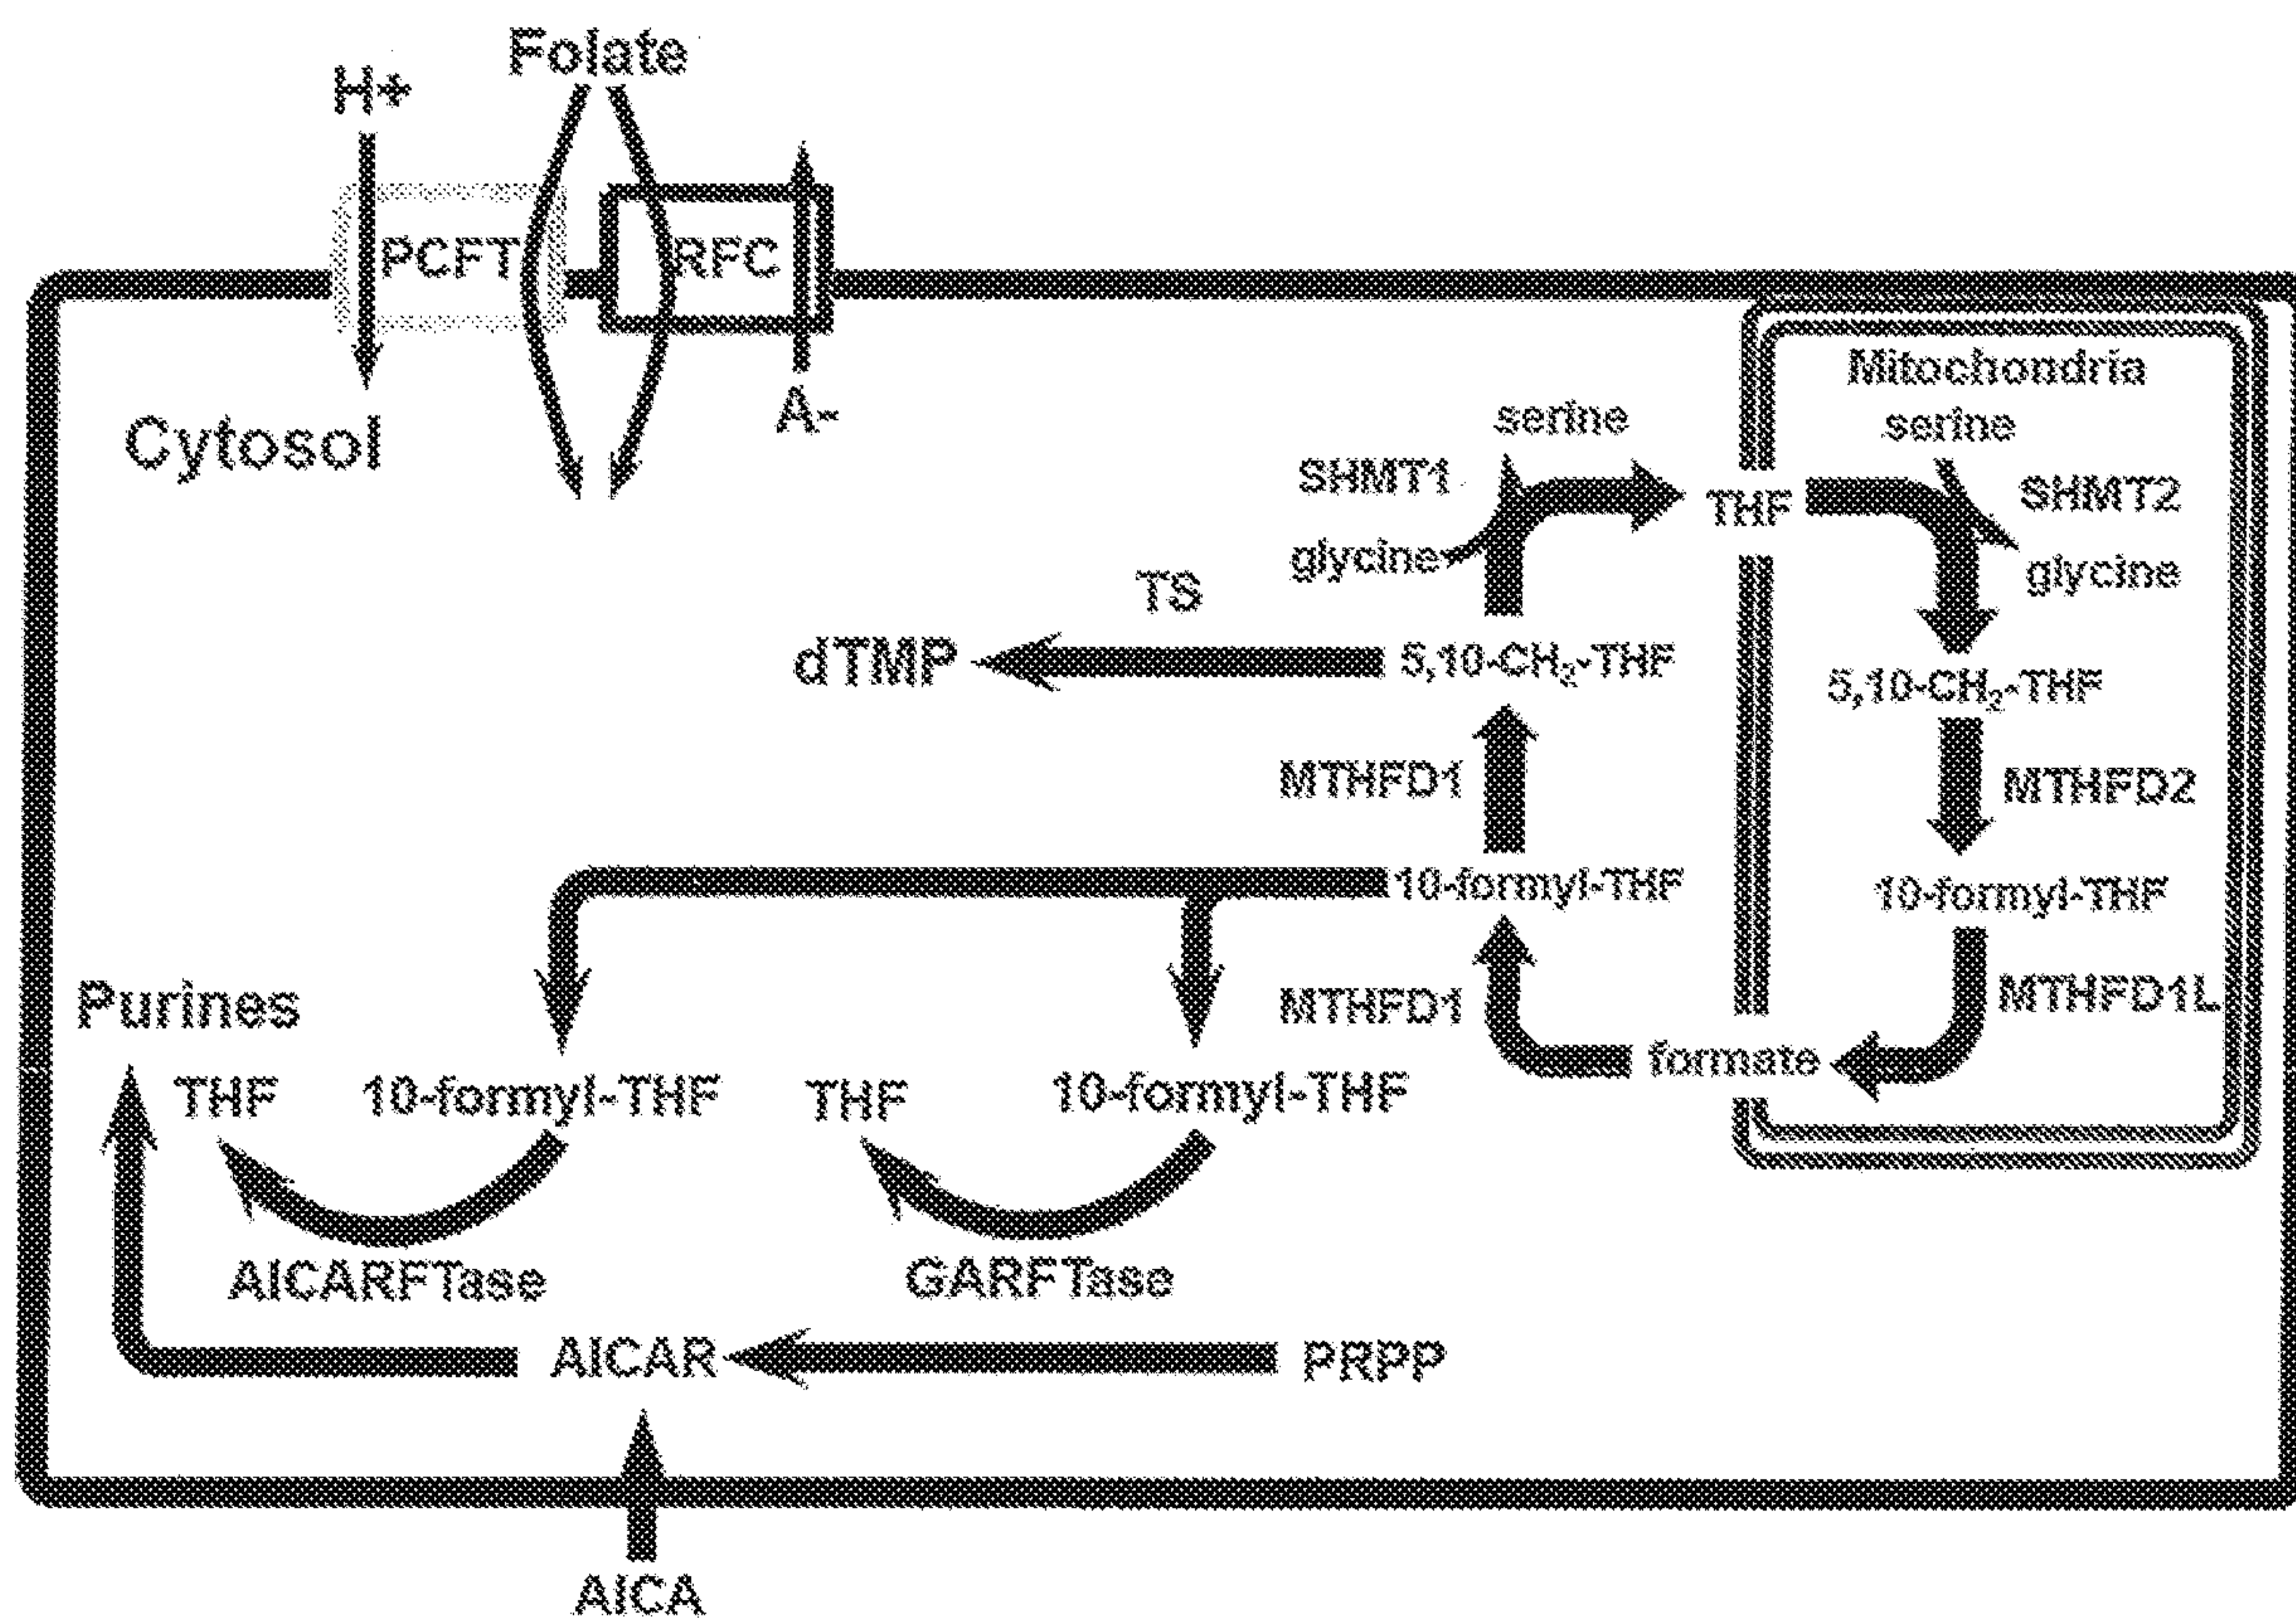 Folate
H+
PCFT
RFC
A-
Cytosol
Mitochondria
serine
serine
SHMT1
SHMT2
THF
glycine
glycine
TS
dTMP
5,10-CH₂-THF
5,10-CH₂-THF
MTHFD1
MTHFD2
10-formyl-THF
10-formyl-THF
MTHFD1
MTHFD1L
formate
Purines
THF
10-formyl-THF
THF
10-formyl-THF
AICARFTase
GARFTase
AICAR
PRPP
AICA